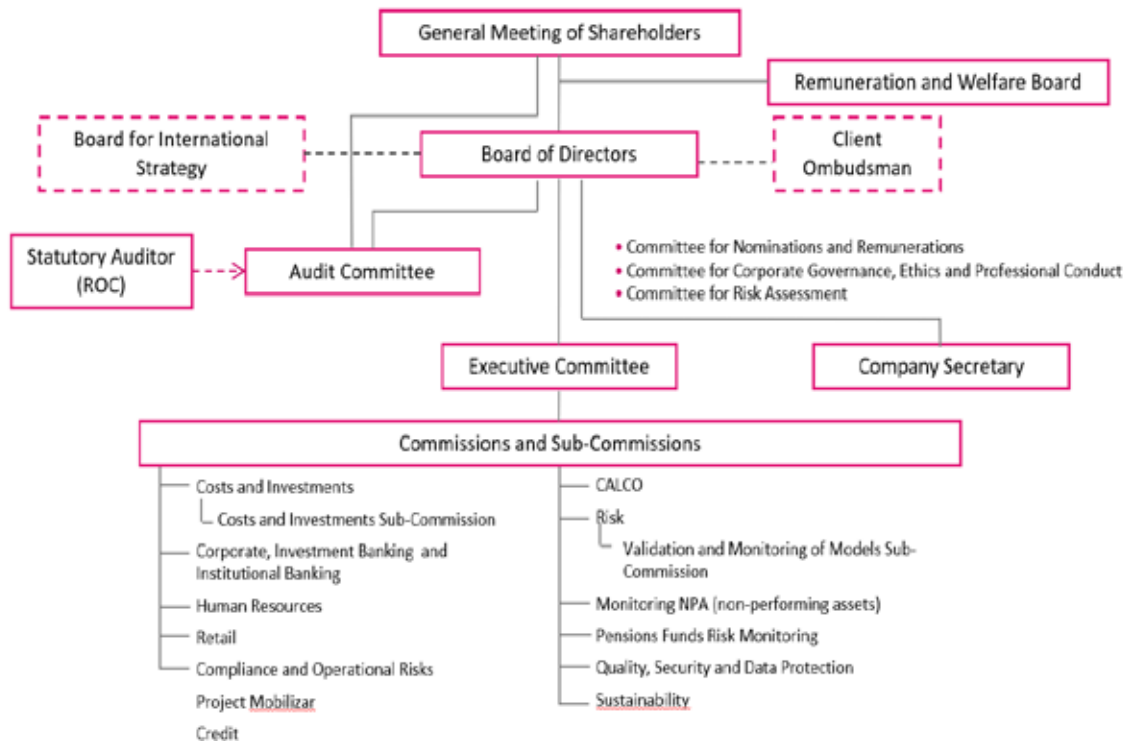 General Meeting of Shareholders
Remuneration and Welfare Board
Board for International
Strategy
Board of Directors
Client
Ombudsman
Statutory Auditor
(ROC)
Audit Committee
• Committee for Nominations and Remunerations
• Committee for Corporate Governance, Ethics and Professional Conduct
• Committee for Risk Assessment
Executive Committee
Company Secretary
Commissions and Sub-Commissions
Costs and Investments
Costs and Investments Sub-Commission
Corporate, Investment Banking and
Institutional Banking
Human Resources
Retail
Compliance and Operational Risks
Project Mobilizar
Credit
CALCO
Risk
Validation and Monitoring of Models Sub-
Commission
Monitoring NPA (non-performing assets)
Pensions Funds Risk Monitoring
Quality, Security and Data Protection
Sustainability